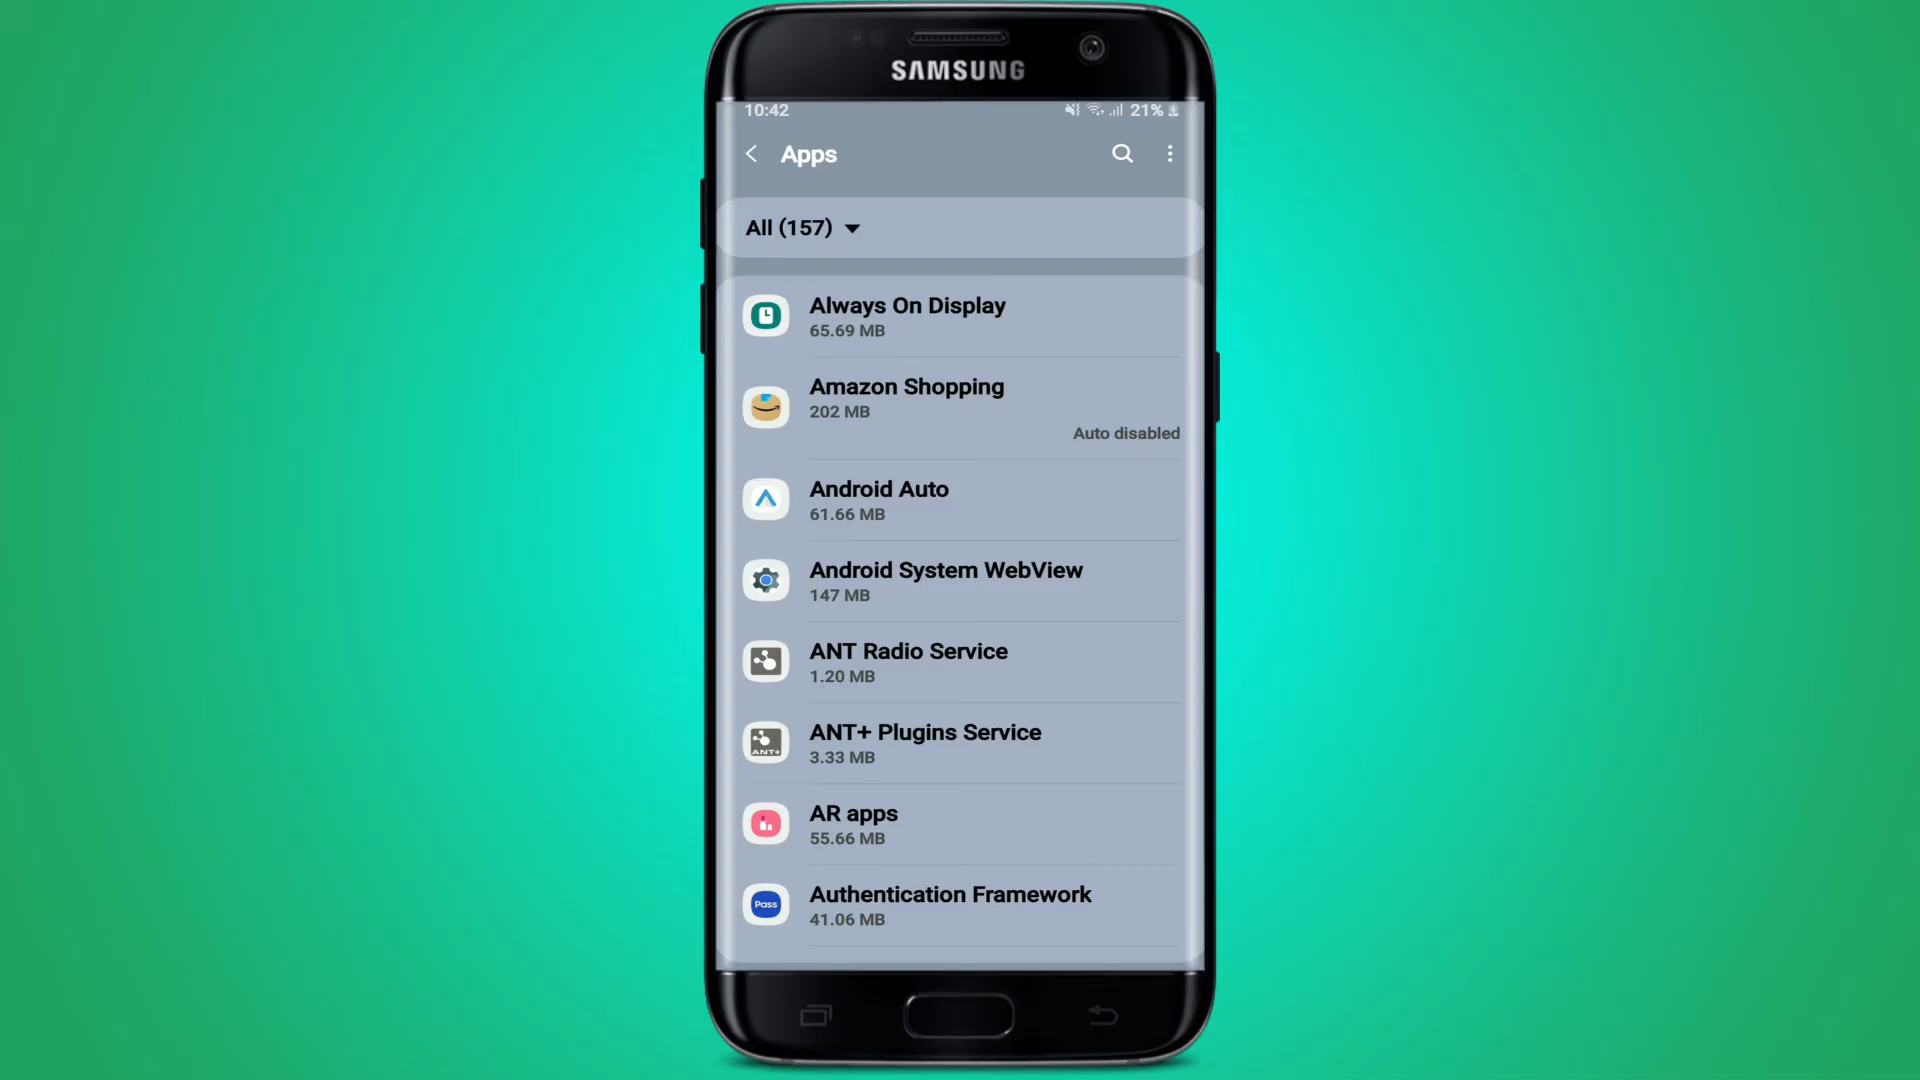 SAMSUNG
10:42
21%
Apps
All (157)
Always On Display
65.69 MB
Amazon Shopping
202 MB
Auto disabled
Android Auto
61.66 MB
Android System WebView
147 MB
ANT Radio Service
1.20 MB
ANT+ Plugins Service
3.33 MB
ANT+
AR apps
55.66 MB
Authentication Framework
41.06 MB
Pass